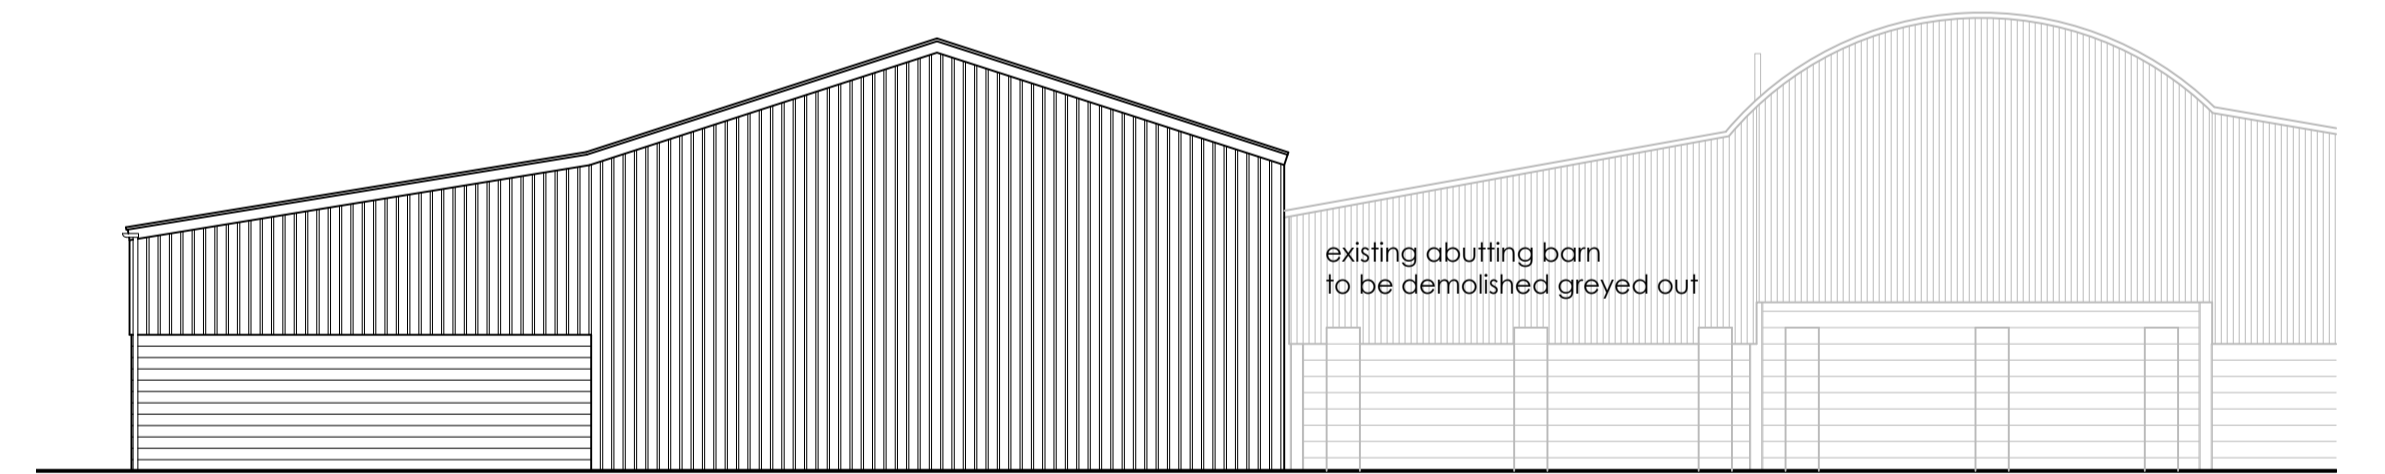 existing abutting barn
to be demolished greyed out